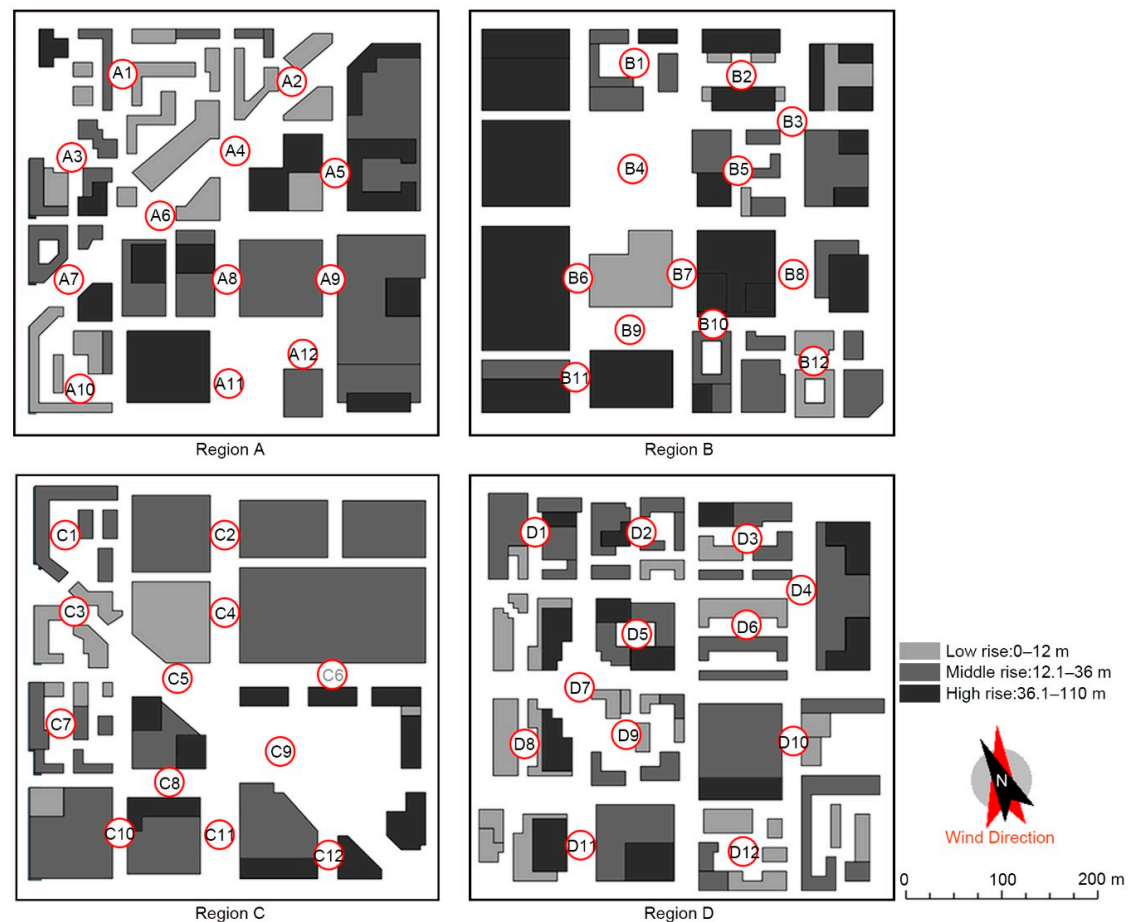 A1
A2
A3
A4
A5
A6
A7
A8
A9
A10
A11
A12
Region A
B1
B2
B3
B4
B5
B6
B7
B8
B9
B10
B11
B12
Region B
C1
C2
C3
C4
C5
C6
C7
C8
C9
C10
C11
C12
Region C
D1
D2
D3
D4
D5
D6
D7
D8
D9
D10
D11
D12
Region D
Low rise:0–12 m
Middle rise:12.1–36 m
High rise:36.1–110 m
N
Wind Direction
0 100 200 m